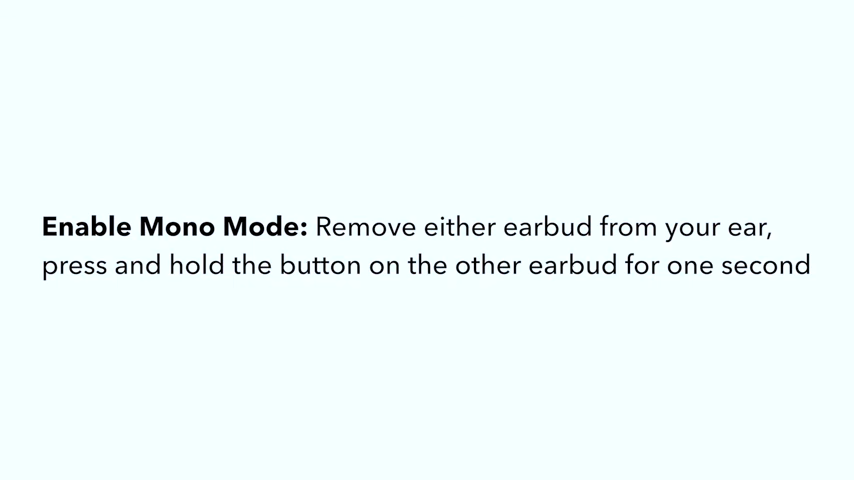 Enable Mono Mode: Remove either earbud from your ear,
press and hold the button on the other earbud for one second